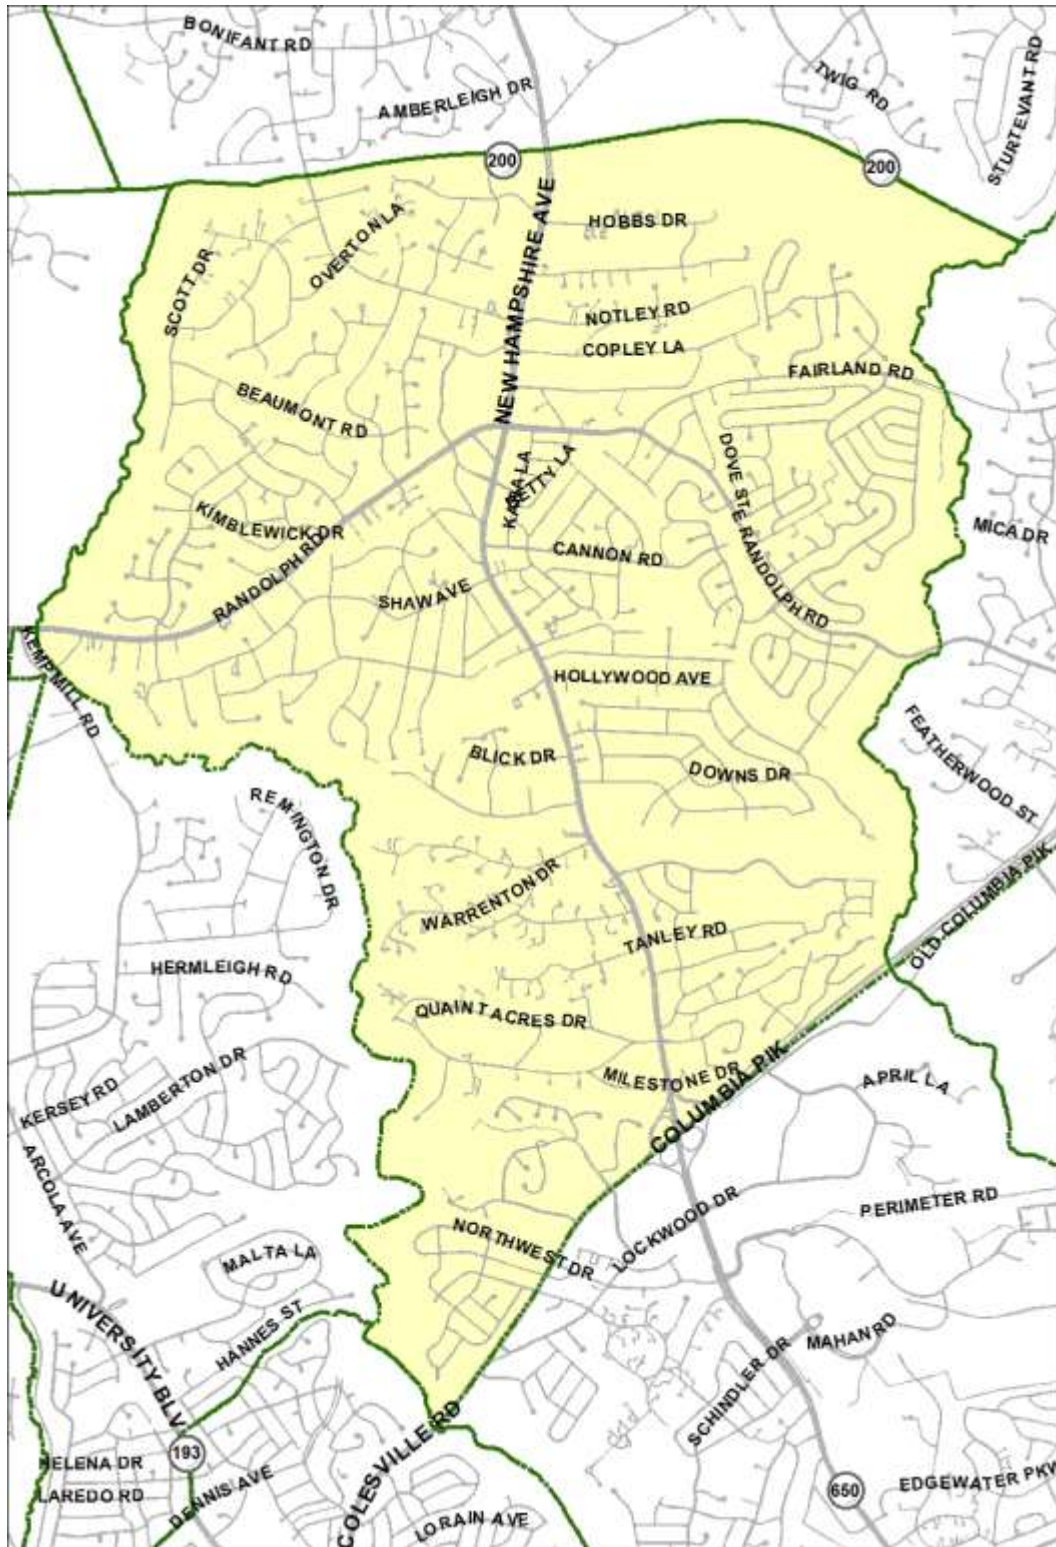 BONIFANT RD
TWIG RD
STURTEVANT RD
AMBERLEIGH DR
200
200
NEW HAMPSHIRE AVE
HOBBS DR
OVERTON LA
SCOTT DR
NOTLEY RD
COPLEY LA
FAIRLAND RD
BEAUMONT RD
KARA LA
BETTY LA
DOVE STE
KIMBLEWICK DR
MICA DR
RANDOLPH RD
CANNON RD
RANDOLPH RD
SHAW AVE
KEMP MILL RD
HOLLYWOOD AVE
FEATHERWOOD ST
BLICK DR
DOWNS DR
REMINGTON DR
WARRENTON DR
OLD COLUMBIA PIK
TANLEY RD
HERMLEIGH RD
QUAINT ACRES DR
MILESTONE DR
COLUMBIA PIK
APRIL LA
KERSEY RD
LAMBERTON DR
ARCOLA AVE
PERIMETER RD
LOCKWOOD DR
NORTHWEST DR
MALTA LA
UNIVERSITY BLV
HANNES ST
MAHAN RD
SCHINDLER DR
193
COLESVILLE RD
HELENA DR
LAREDO RD
DENNIS AVE
650
EDGEWATER PKW
LORAIN AVE